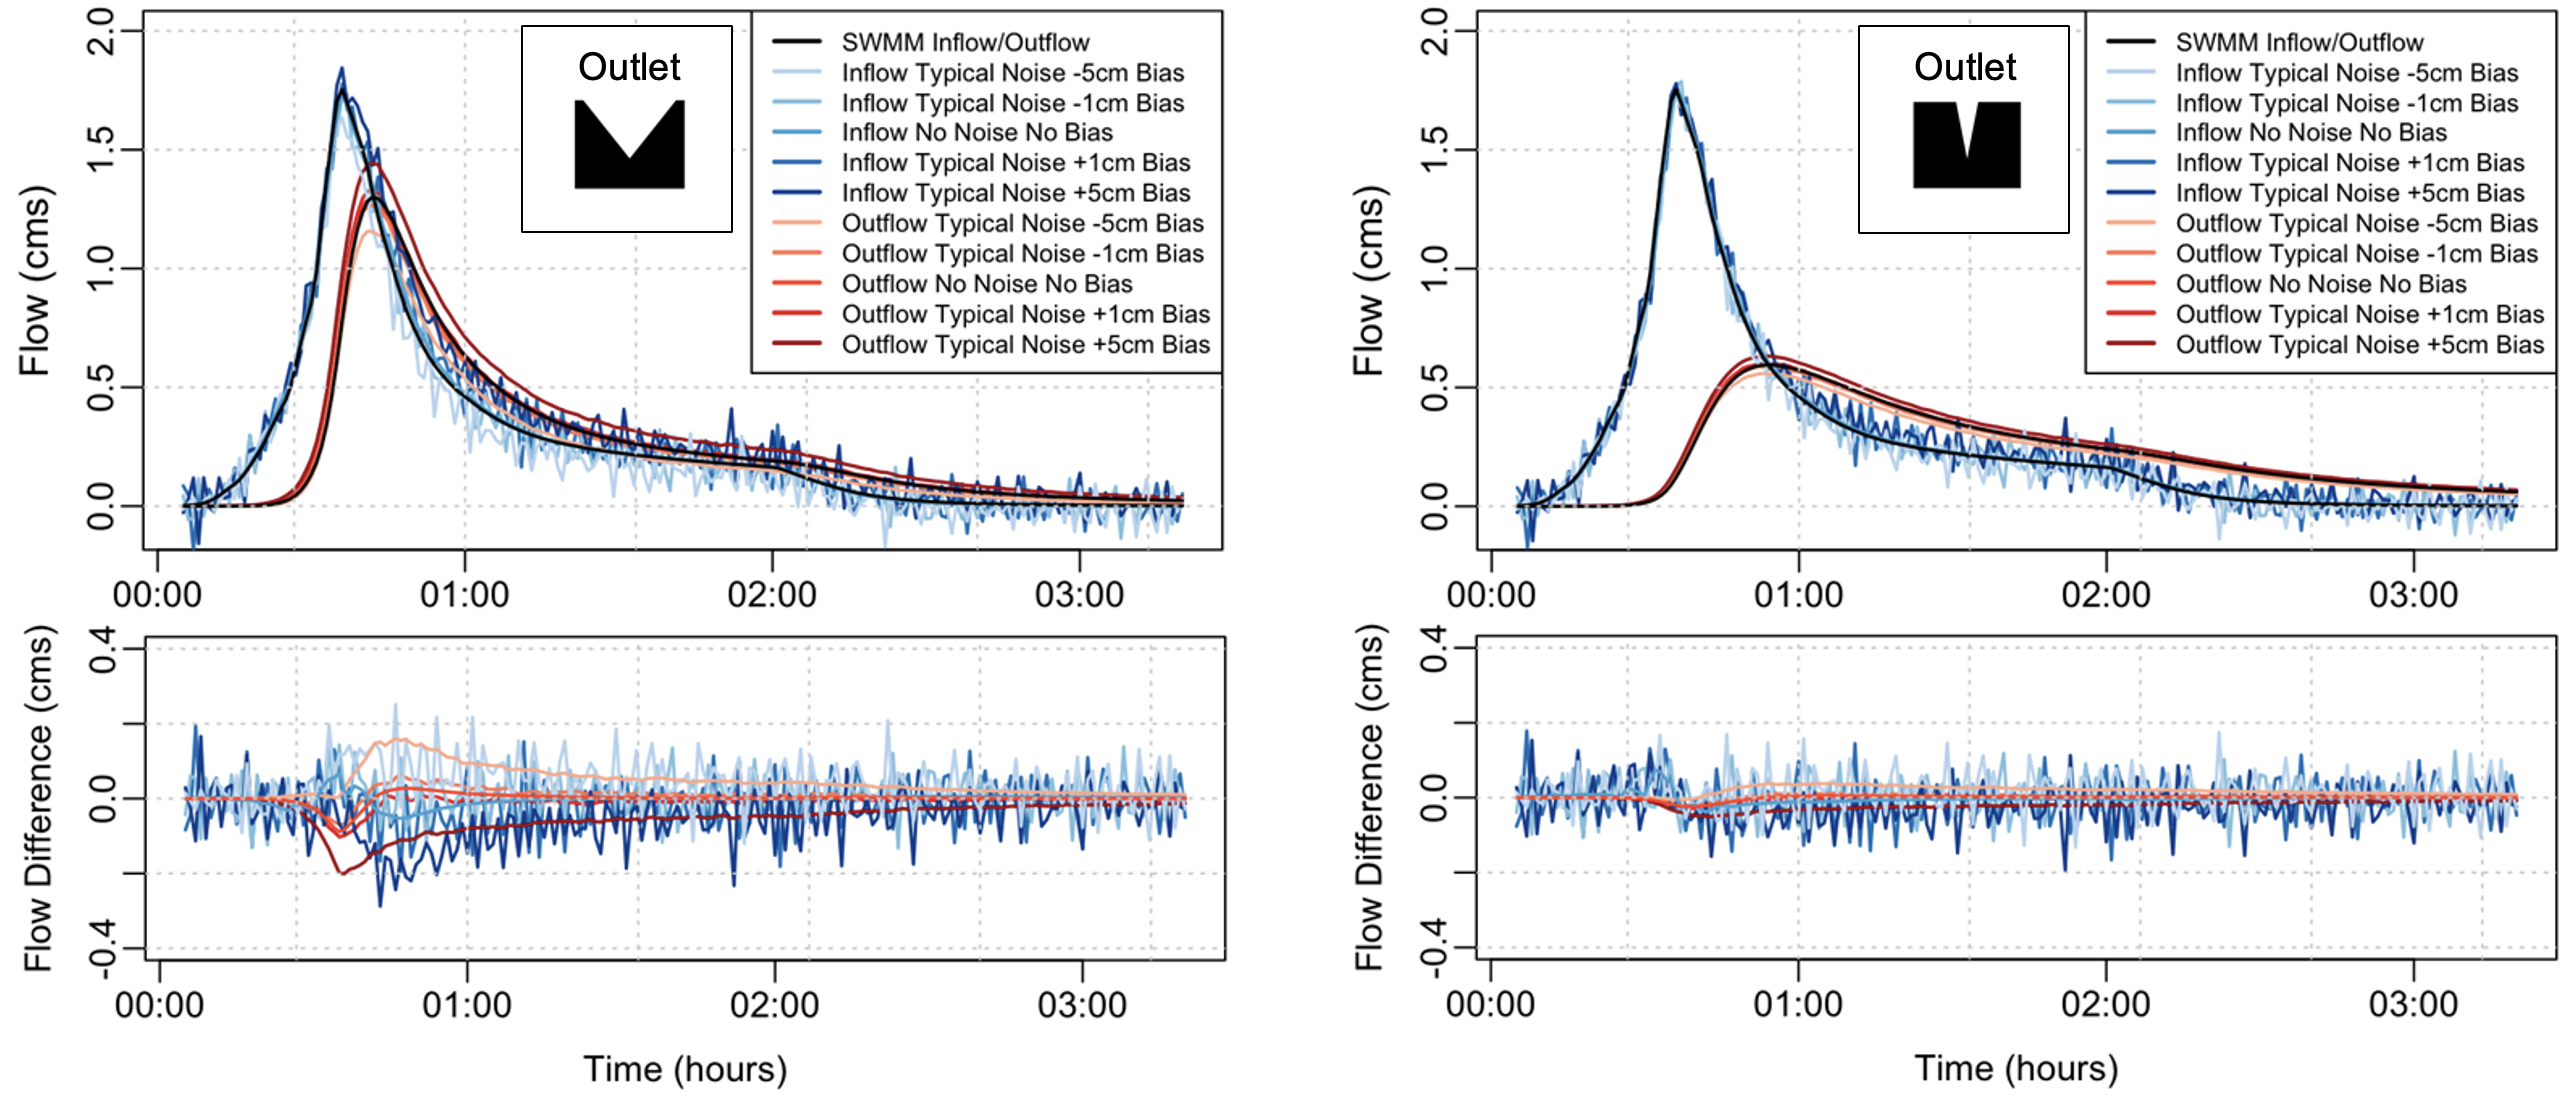 2.0
1.5
1.0
0.5
0.0
Flow (cms)
Outlet
SWMM Inflow/Outflow
Inflow Typical Noise -5cm Bias
Inflow Typical Noise -1cm Bias
Inflow No Noise No Bias
Inflow Typical Noise +1cm Bias
Inflow Typical Noise +5cm Bias
Outflow Typical Noise -5cm Bias
Outflow Typical Noise -1cm Bias
Outflow No Noise No Bias
Outflow Typical Noise +1cm Bias
Outflow Typical Noise +5cm Bias
00:00 01:00 02:00 03:00
0.4
0.0
-0.4
Flow Difference (cms)
00:00 01:00 02:00 03:00
Time (hours)
2.0
1.5
1.0
0.5
0.0
Flow (cms)
Outlet
SWMM Inflow/Outflow
Inflow Typical Noise -5cm Bias
Inflow Typical Noise -1cm Bias
Inflow No Noise No Bias
Inflow Typical Noise +1cm Bias
Inflow Typical Noise +5cm Bias
Outflow Typical Noise -5cm Bias
Outflow Typical Noise -1cm Bias
Outflow No Noise No Bias
Outflow Typical Noise +1cm Bias
Outflow Typical Noise +5cm Bias
00:00 01:00 02:00 03:00
0.4
0.0
-0.4
Flow Difference (cms)
00:00 01:00 02:00 03:00
Time (hours)